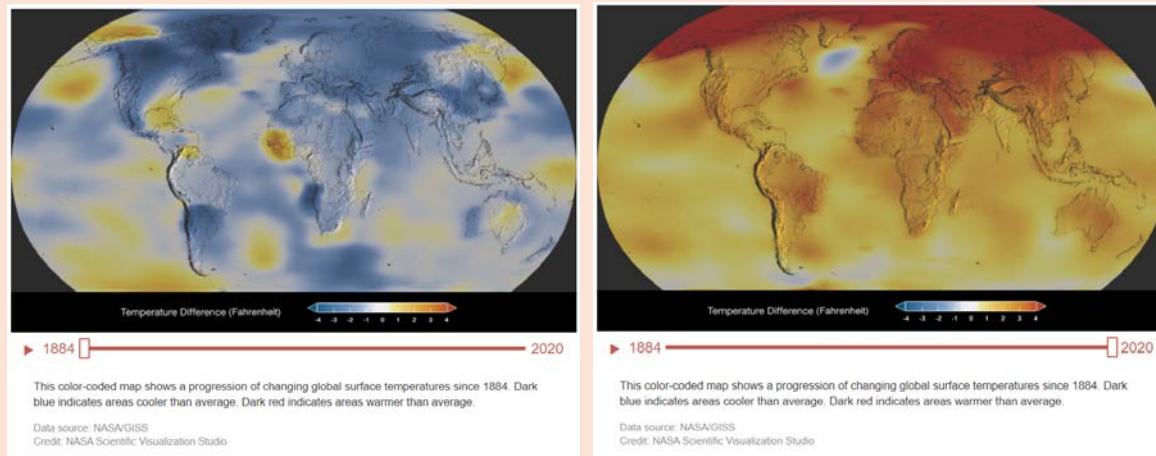 Temperature Difference (Fahrenheit)
-4 -3 -2 -1 0 1 2 3 4
1884 2020
This color-coded map shows a progression of changing global surface temperatures since 1884. Dark
blue indicates areas cooler than average. Dark red indicates areas warmer than average.
Data source: NASA/GISS
Credit: NASA Scientific Visualization Studio
Temperature Difference (Fahrenheit)
-4 -3 -2 -1 0 1 2 3 4
1884 2020
This color-coded map shows a progression of changing global surface temperatures since 1884. Dark
blue indicates areas cooler than average. Dark red indicates areas warmer than average.
Data source: NASA/GISS
Credit: NASA Scientific Visualization Studio